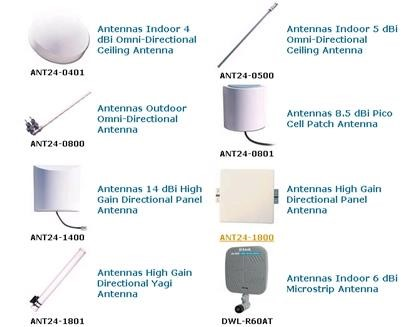 Antennas Indoor 4
dBi Omni-Directional
Ceiling Antenna
ANT24-0401
Antennas Indoor 5 dBi
Omni-Directional
Ceiling Antenna
ANT24-0500
Antennas Outdoor
Omni-Directional
Antenna
ANT24-0800
Antennas 8.5 dBi Pico
Cell Patch Antenna
ANT24-0801
Antennas 14 dBi High
Gain Directional Panel
Antenna
ANT24-1400
Antennas High Gain
Directional Panel
Antenna
ANT24-1800
Antennas High Gain
Directional Yagi
Antenna
ANT24-1801
D-Link
Antennas Indoor 6 dBi
Microstrip Antenna
DWL-R60AT